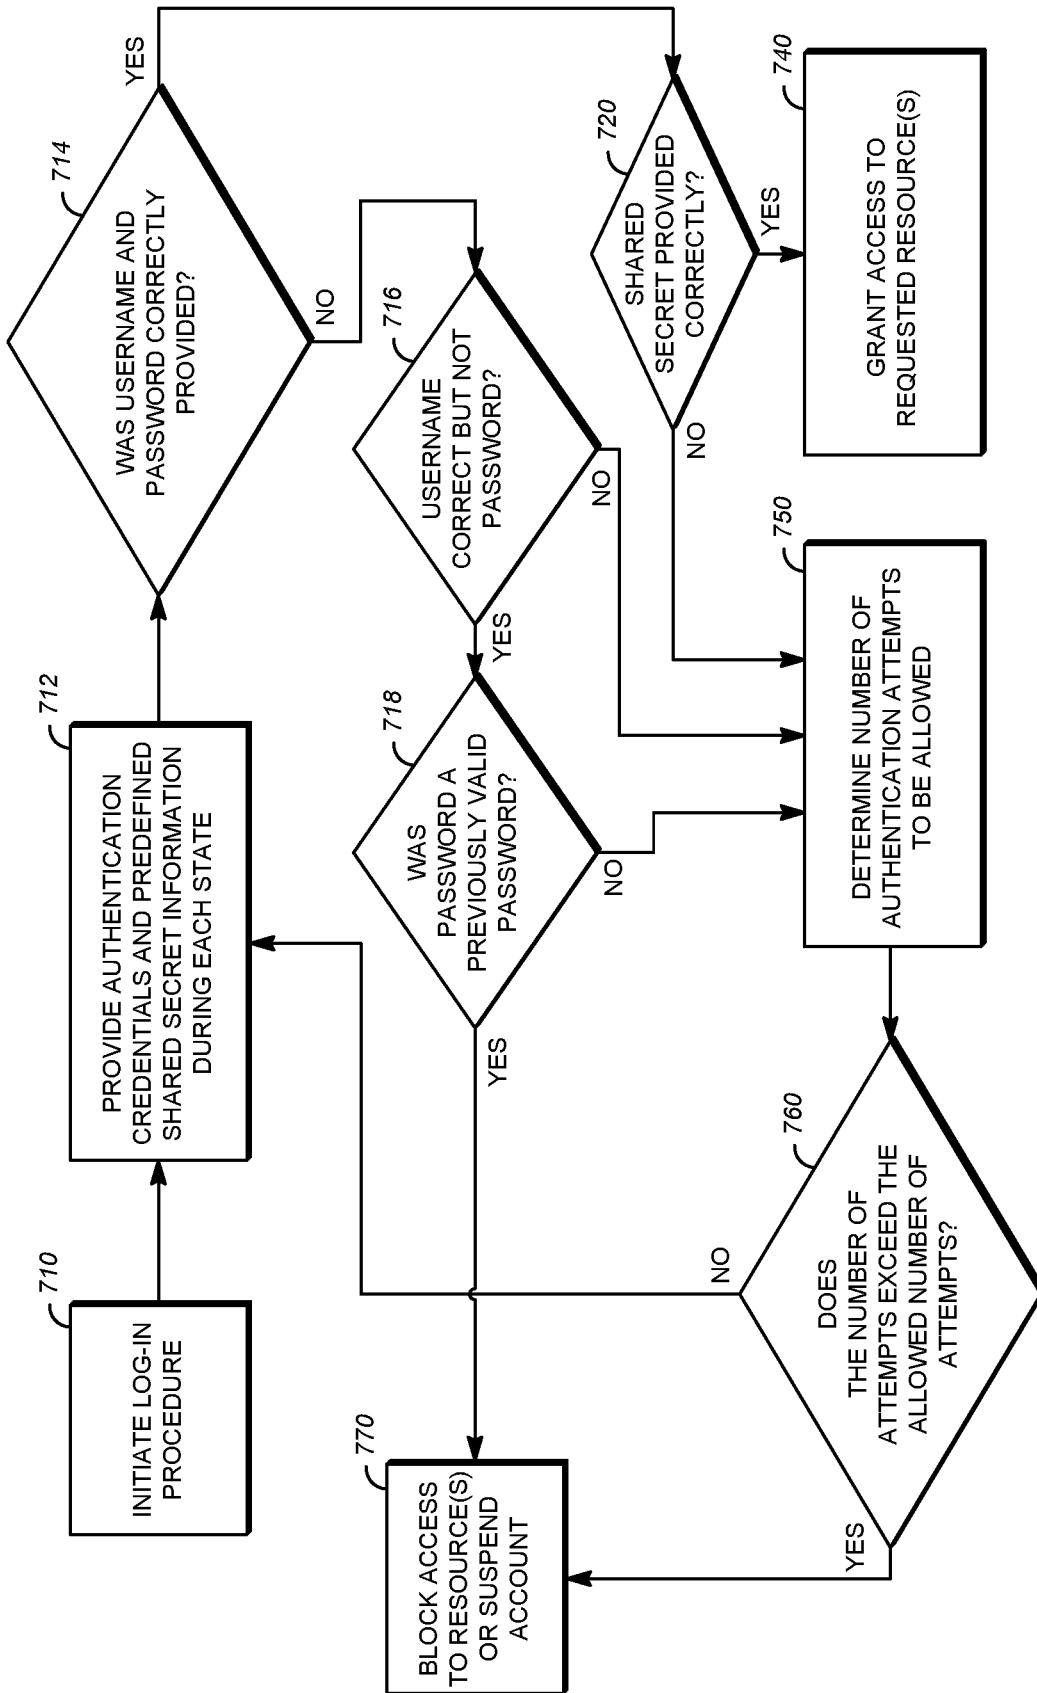 710
INITIATE LOG-IN
PROCEDURE
712
PROVIDE AUTHENTICATION
CREDENTIALS AND PREDEFINED
SHARED SECRET INFORMATION
DURING EACH STATE
714
WAS USERNAME AND
PASSWORD CORRECTLY
PROVIDED?
YES
NO
716
USERNAME
CORRECT BUT NOT
PASSWORD?
YES
NO
718
WAS
PASSWORD A
PREVIOUSLY VALID
PASSWORD?
YES
NO
720
SHARED
SECRET PROVIDED
CORRECTLY?
YES
NO
740
GRANT ACCESS TO
REQUESTED RESOURCE(S)
750
DETERMINE NUMBER OF
AUTHENTICATION ATTEMPTS
TO BE ALLOWED
760
DOES
THE NUMBER OF
ATTEMPTS EXCEED THE
ALLOWED NUMBER OF
ATTEMPTS?
NO
YES
770
BLOCK ACCESS
TO RESOURCE(S)
OR SUSPEND
ACCOUNT